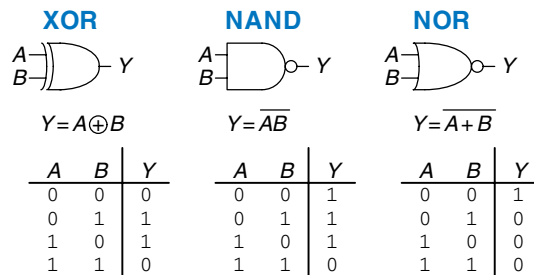 XOR NAND NOR
A B Y A B Y A B Y
Y = A ⊕ B Y = \overline{AB} Y = \overline{A + B}
A B Y A B Y A B Y
0 0 0 0 0 1 0 0 1
0 1 1 0 1 1 0 1 0
1 0 1 1 0 1 1 0 0
1 1 0 1 1 0 1 1 0